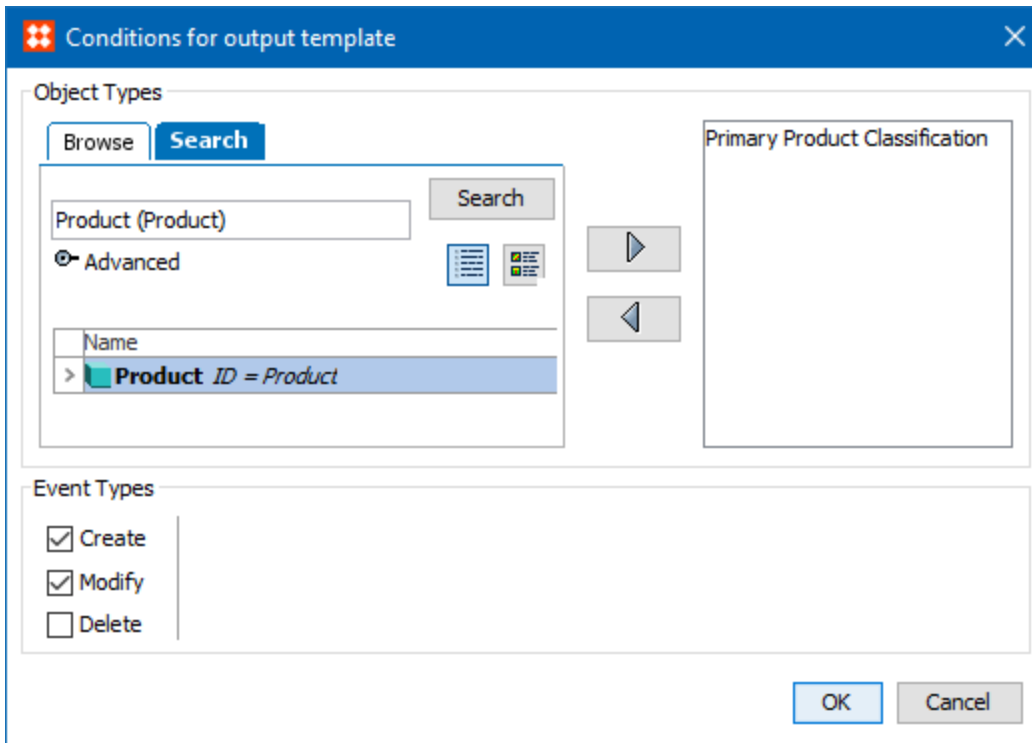 Conditions for output template
Object Types
Browse
Search
Search
Product (Product)
Advanced
Name
Product ID = Product
Primary Product Classification
Event Types
Create
Modify
Delete
OK
Cancel